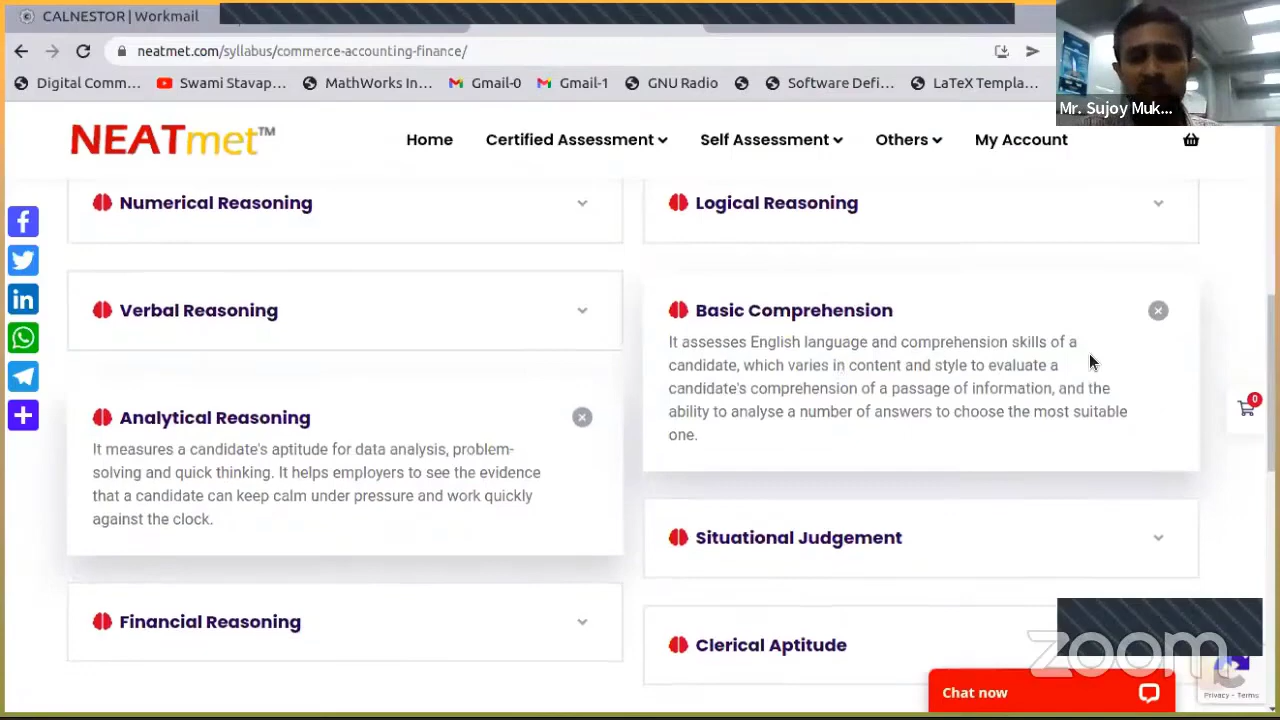 CALNESTOR | Workmail
neatmet.com/syllabus/commerce-accounting-finance/
Digital Comm... Swami Stavap... MathWorks In... Gmail-0 Gmail-1 GNU Radio Software Defi... LaTeX Templa...
Mr. Sujoy Muk...
NEATmet™ Home Certified Assessment Self Assessment Others My Account
Numerical Reasoning
Logical Reasoning
Verbal Reasoning
Basic Comprehension
It assesses English language and comprehension skills of a
candidate, which varies in content and style to evaluate a
candidate's comprehension of a passage of information, and the
ability to analyse a number of answers to choose the most suitable
one.
0
Analytical Reasoning
It measures a candidate's aptitude for data analysis, problem-
solving and quick thinking. It helps employers to see the evidence
that a candidate can keep calm under pressure and work quickly
against the clock.
Situational Judgement
Financial Reasoning
Clerical Aptitude
zoom
Chat now
Privacy - Terms